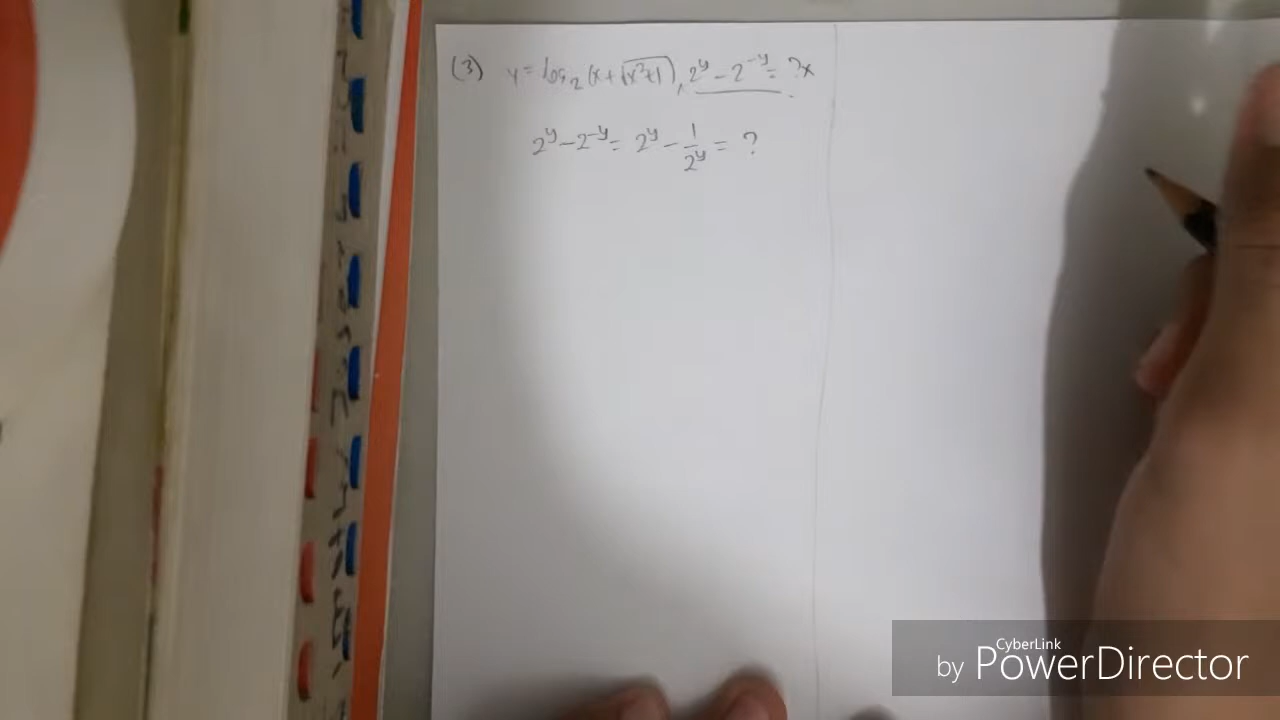 (3) y = log₂(x+√(x²+1)), 2^y − 2^-y = ?x
2^y − 2^-y = 2^y − 1/2^y = ?
CyberLink
by PowerDirector